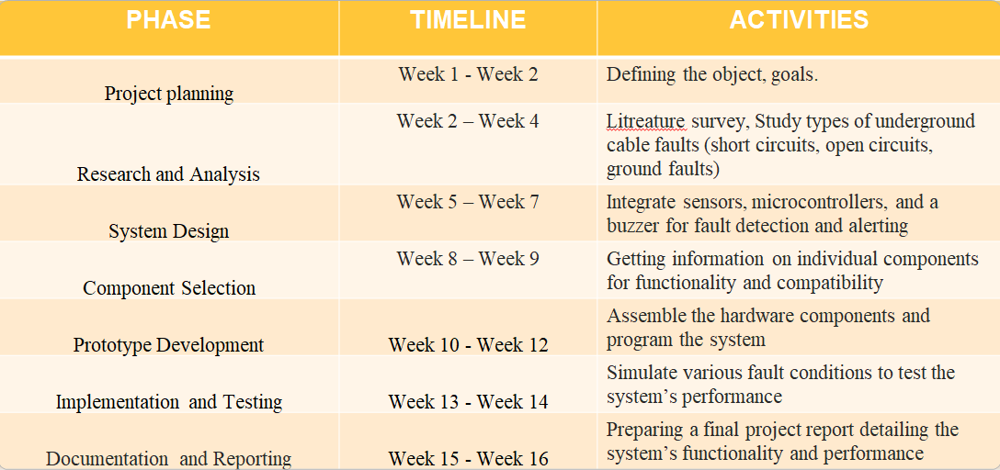 PHASE TIMELINE ACTIVITIES
Project planning Week 1 - Week 2 Defining the object, goals.
Research and Analysis Week 2 – Week 4 Litreature survey, Study types of underground
cable faults (short circuits, open circuits,
ground faults)
System Design Week 5 – Week 7 Integrate sensors, microcontrollers, and a
buzzer for fault detection and alerting
Component Selection Week 8 – Week 9 Getting information on individual components
for functionality and compatibility
Prototype Development Week 10 - Week 12 Assemble the hardware components and
program the system
Implementation and Testing Week 13 - Week 14 Simulate various fault conditions to test the
system’s performance
Documentation and Reporting Week 15 - Week 16 Preparing a final project report detailing the
system’s functionality and performance